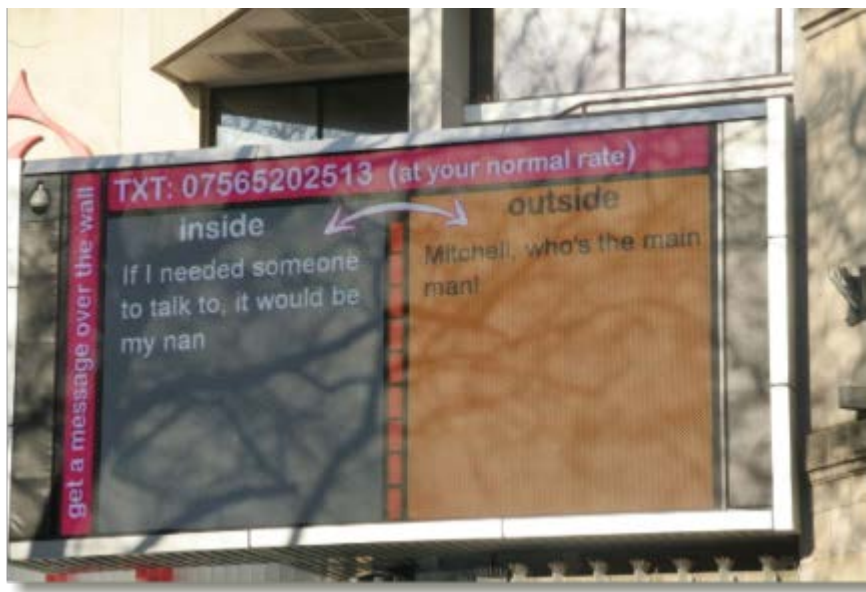 get a message over the wall
TXT: 07565202513 (at your normal rate)
inside
If I needed someone
to talk to, it would be
my nan
outside
Mitchell, who's the main
man!